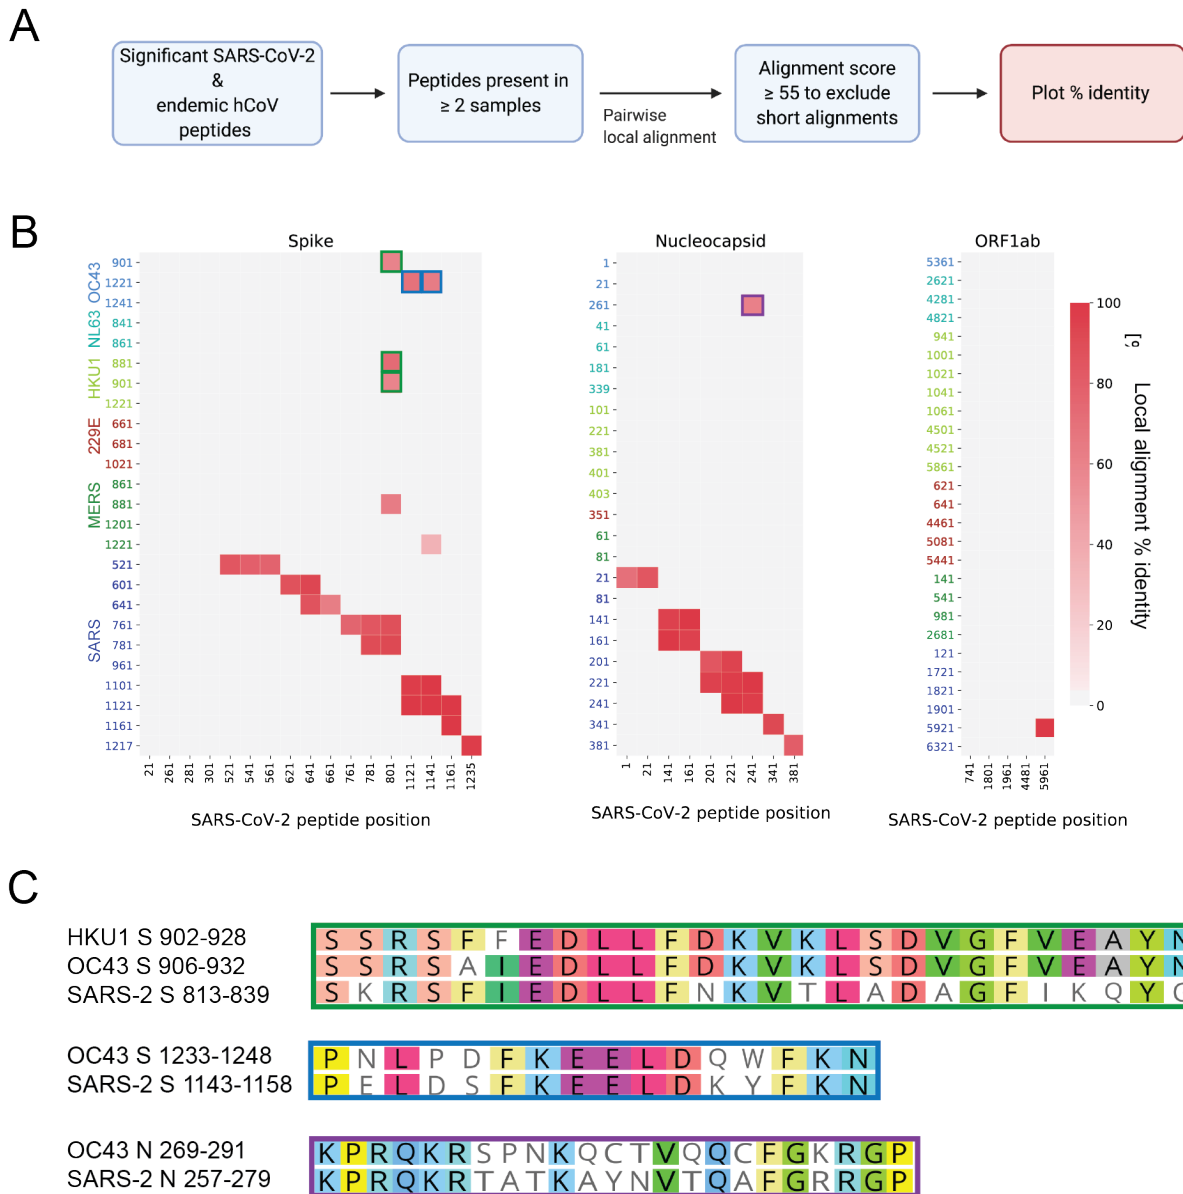 A
Significant SARS-CoV-2
&
endemic hCoV
peptides
Peptides present in
≥ 2 samples
Pairwise
local alignment
Alignment score
≥ 55 to exclude
short alignments
Plot % identity
B
Spike
OC43
NL63
HKU1
229E
MERS
SARS
901
1221
1241
841
861
881
901
1221
661
681
1021
861
881
1201
1221
521
601
641
761
781
961
1101
1121
1161
1217
21 261 281 301 521 541 561 621 641 661 761 781 801 1121 1141 1161 1235
SARS-CoV-2 peptide position
Nucleocapsid
1
21
261
41
61
181
339
101
221
381
401
403
351
61
81
21
81
141
161
201
221
241
341
381
1 21 141 161 201 221 241 341 381
SARS-CoV-2 peptide position
ORF1ab
5361
2621
4281
4821
941
1001
1021
1041
1061
4501
4521
5861
621
641
4461
5081
5441
141
541
981
2681
121
1721
1821
1901
5921
6321
741 1801 1961 4481 5961
SARS-CoV-2 peptide position
100
80
60
40
20
0
Local alignment % identity
C
HKU1 S 902-928 S S R S F F E D L L F D K V K L S D V G F V E A Y N
OC43 S 906-932 S S R S A I E D L L F D K V K L S D V G F V E A Y N
SARS-2 S 813-839 S K R S F I E D L L F N K V T L A D A G F I K Q Y
OC43 S 1233-1248 P N L P D F K E E L D Q W F K N
SARS-2 S 1143-1158 P E L D S F K E E L D K Y F K N
OC43 N 269-291 K P R Q K R S P N K Q C T V Q Q C F G K R G P
SARS-2 N 257-279 K P R Q K R T A T K A Y N V T Q A F G R R G P